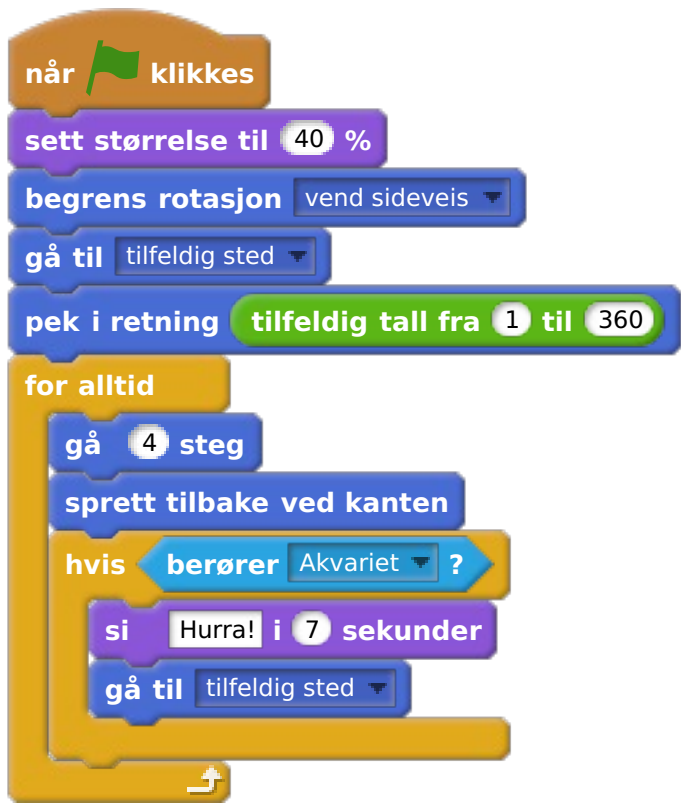 når klikkes
sett størrelse til 40 %
begrens rotasjon vend sideveis
gå til tilfeldig sted
pek i retning tilfeldig tall fra 1 til 360
for alltid
gå 4 steg
sprett tilbake ved kanten
hvis berører Akvariet ?
si Hurra! i 7 sekunder
gå til tilfeldig sted